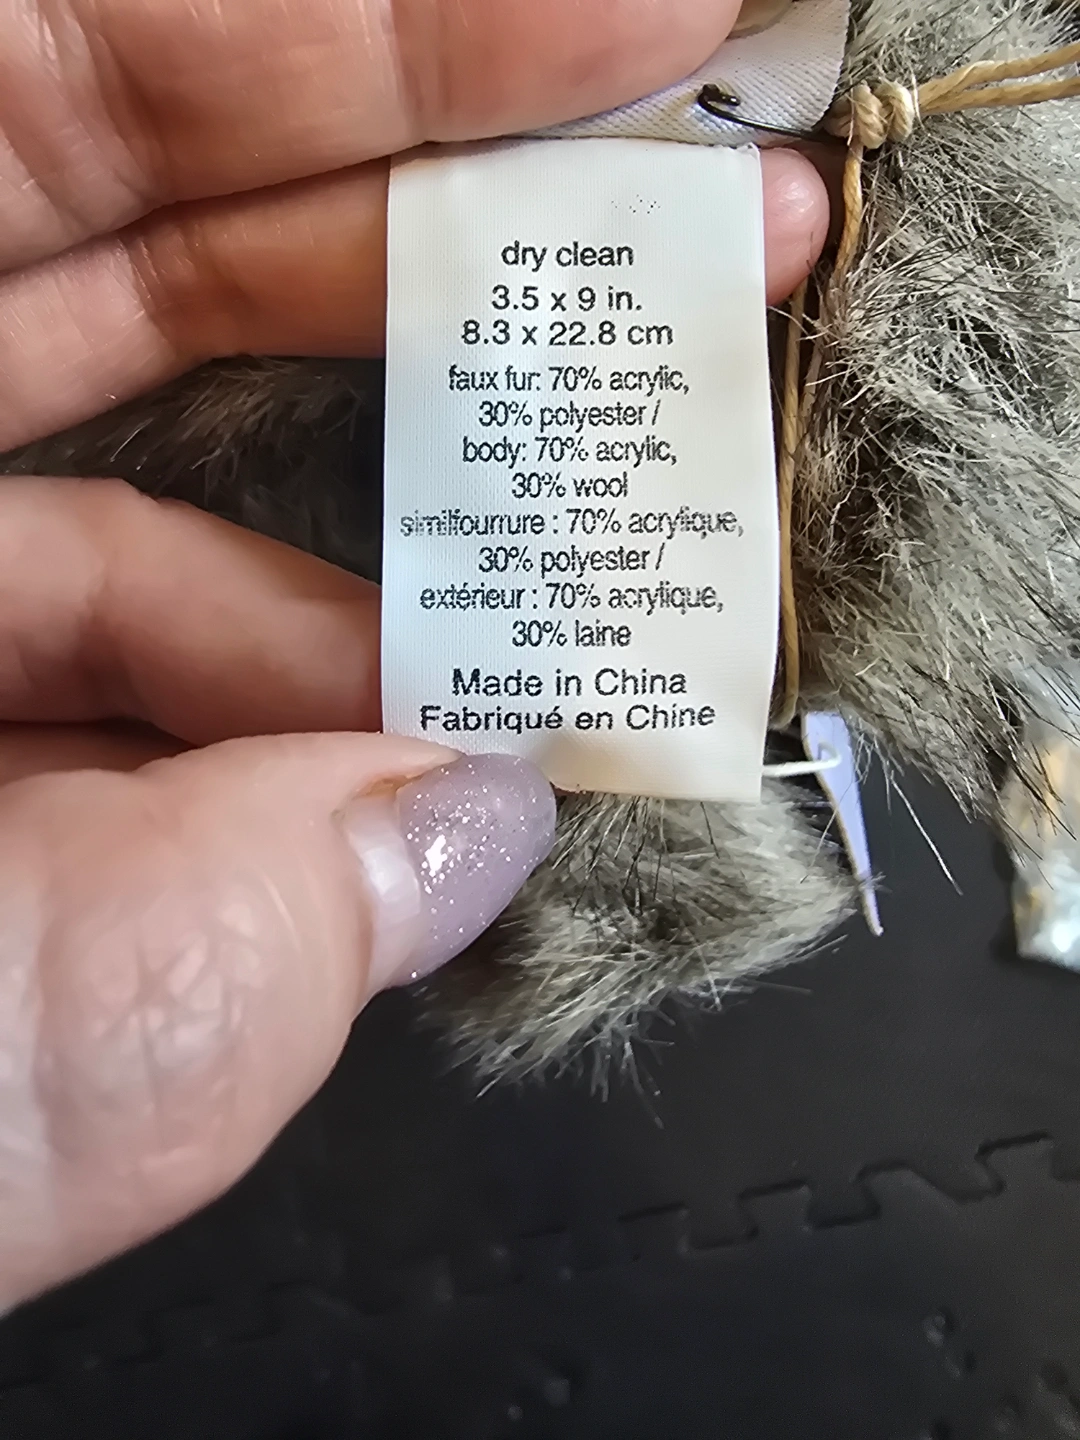 dry clean
3.5 x 9 in.
8.3 x 22.8 cm
faux fur: 70% acrylic,
30% polyester /
body: 70% acrylic,
30% wool
similfourrure : 70% acrylique,
30% polyester /
extérieur : 70% acrylique,
30% laine
Made in China
Fabriqué en Chine